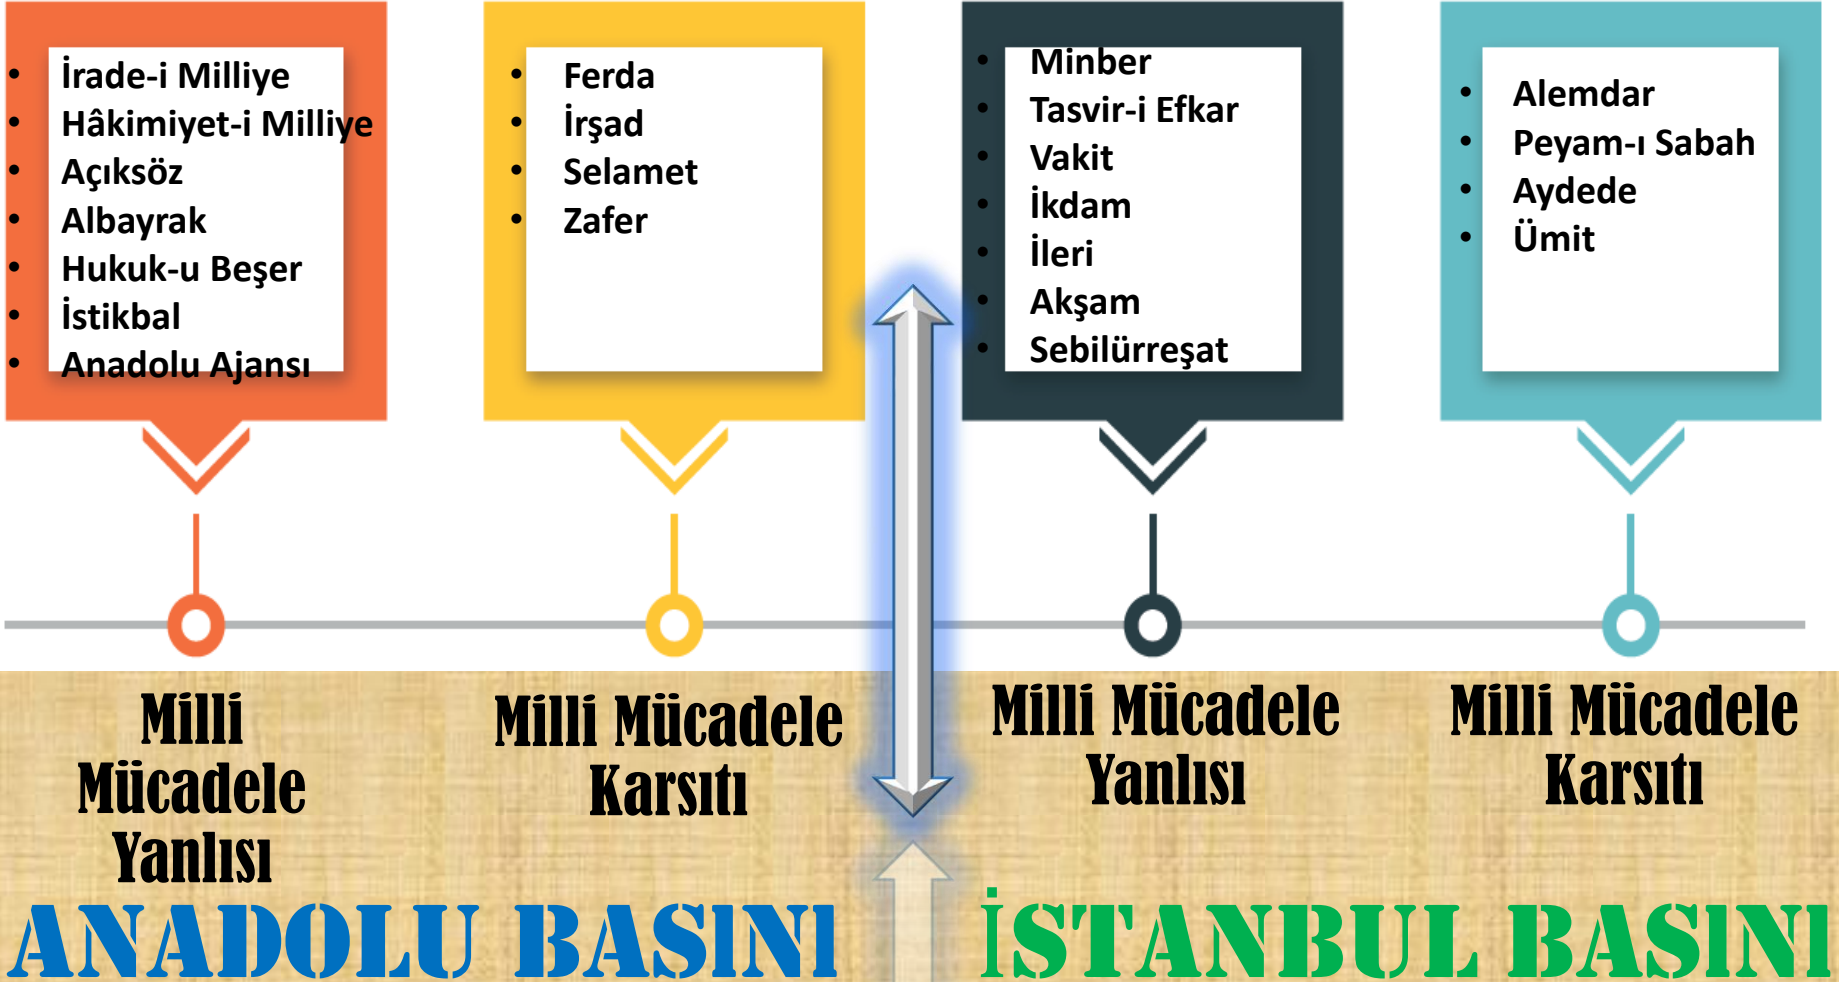 İrade-i Milliye
Hâkimiyet-i Milliye
Açıksöz
Albayrak
Hukuk-u Beşer
İstikbal
Anadolu Ajansı
Ferda
İrşad
Selamet
Zafer
Minber
Tasvir-i Efkar
Vakit
İkdam
İleri
Akşam
Sebilürreşat
Alemdar
Peyam-ı Sabah
Aydede
Ümit
Milli
Mücadele
Yanlısı
Milli Mücadele
Karsıtı
Milli Mücadele
Yanlısı
Milli Mücadele
Karsıtı
ANADOLU BASINI
İSTANBUL BASINI